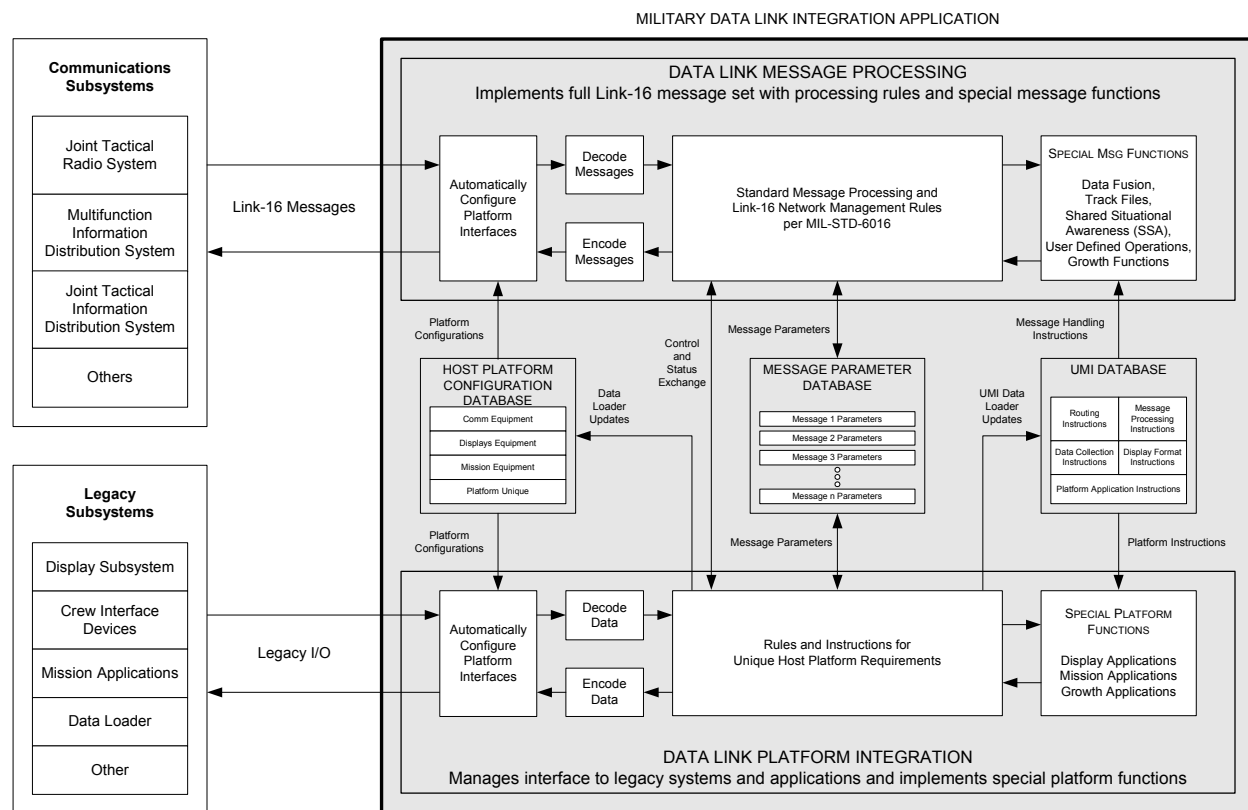 MILITARY DATA LINK INTEGRATION APPLICATION
Communications
Subsystems
Joint Tactical
Radio System
Multifunction
Information
Distribution System
Joint Tactical
Information
Distribution System
Others
Link-16 Messages
DATA LINK MESSAGE PROCESSING
Implements full Link-16 message set with processing rules and special message functions
Automatically
Configure
Platform
Interfaces
Decode
Messages
Encode
Messages
Standard Message Processing and
Link-16 Network Management Rules
per MIL-STD-6016
SPECIAL MSG FUNCTIONS
Data Fusion,
Track Files,
Shared Situational
Awareness (SSA),
User Defined Operations,
Growth Functions
Platform
Configurations
Control
and
Status
Exchange
Message Parameters
Message Handling
Instructions
HOST PLATFORM
CONFIGURATION
DATABASE
Comm Equipment
Displays Equipment
Mission Equipment
Platform Unique
Data
Loader
Updates
MESSAGE PARAMETER
DATABASE
Message 1 Parameters
Message 2 Parameters
Message 3 Parameters
Message n Parameters
UMI Data
Loader
Updates
UMI DATABASE
Routing
Instructions
Message
Processing
Instructions
Data Collection
Instructions
Display Format
Instructions
Platform Application Instructions
Platform
Configurations
Message Parameters
Platform Instructions
Legacy
Subsystems
Display Subsystem
Crew Interface
Devices
Mission Applications
Data Loader
Other
Legacy I/O
Automatically
Configure
Platform
Interfaces
Decode
Data
Encode
Data
Rules and Instructions for
Unique Host Platform Requirements
SPECIAL PLATFORM
FUNCTIONS
Display Applications
Mission Applications
Growth Applications
DATA LINK PLATFORM INTEGRATION
Manages interface to legacy systems and applications and implements special platform functions